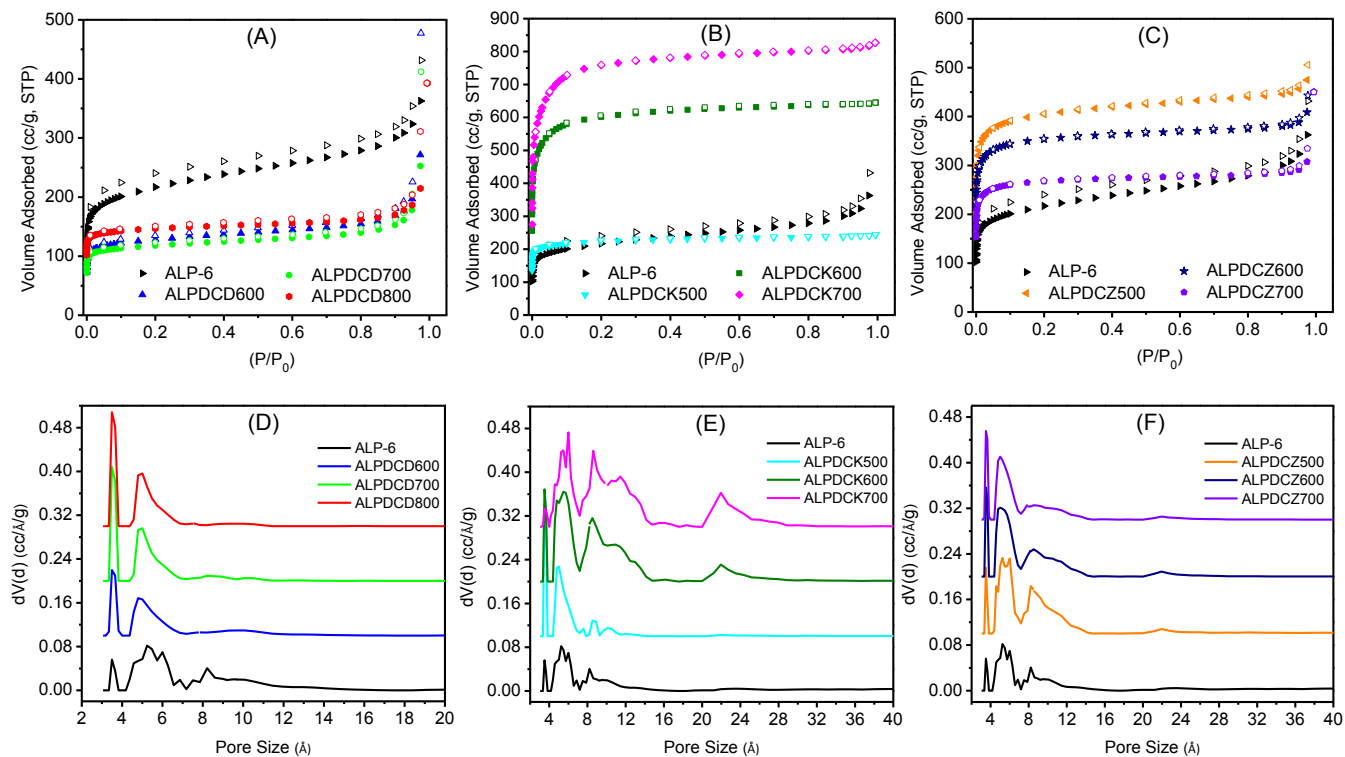 (A)
Volume Adsorbed (cc/g, STP)
500
400
300
200
100
0
ALP-6
ALPDCD600
ALPDCD700
ALPDCD800
0.0 0.2 0.4 0.6 0.8 1.0
(P/P0)
(B)
Volume Adsorbed (cc/g, STP)
900
800
700
600
500
400
300
200
100
0
ALP-6
ALPDCK500
ALPDCK600
ALPDCK700
0.0 0.2 0.4 0.6 0.8 1.0
(P/P0)
(C)
Volume Adsorbed (cc/g, STP)
600
500
400
300
200
100
0
ALP-6
ALPDCZ500
ALPDCZ600
ALPDCZ700
0.0 0.2 0.4 0.6 0.8 1.0
(P/P0)
(D)
dV(d) (cc/Å/g)
0.48
0.40
0.32
0.24
0.16
0.08
0.00
ALP-6
ALPDCD600
ALPDCD700
ALPDCD800
2 4 6 8 10 12 14 16 18 20
Pore Size (Å)
(E)
dV(d) (cc/Å/g)
0.48
0.40
0.32
0.24
0.16
0.08
0.00
ALP-6
ALPDCK500
ALPDCK600
ALPDCK700
4 8 12 16 20 24 28 32 36 40
Pore Size (Å)
(F)
dV(d) (cc/Å/g)
0.48
0.40
0.32
0.24
0.16
0.08
0.00
ALP-6
ALPDCZ500
ALPDCZ600
ALPDCZ700
4 8 12 16 20 24 28 32 36 40
Pore Size (Å)